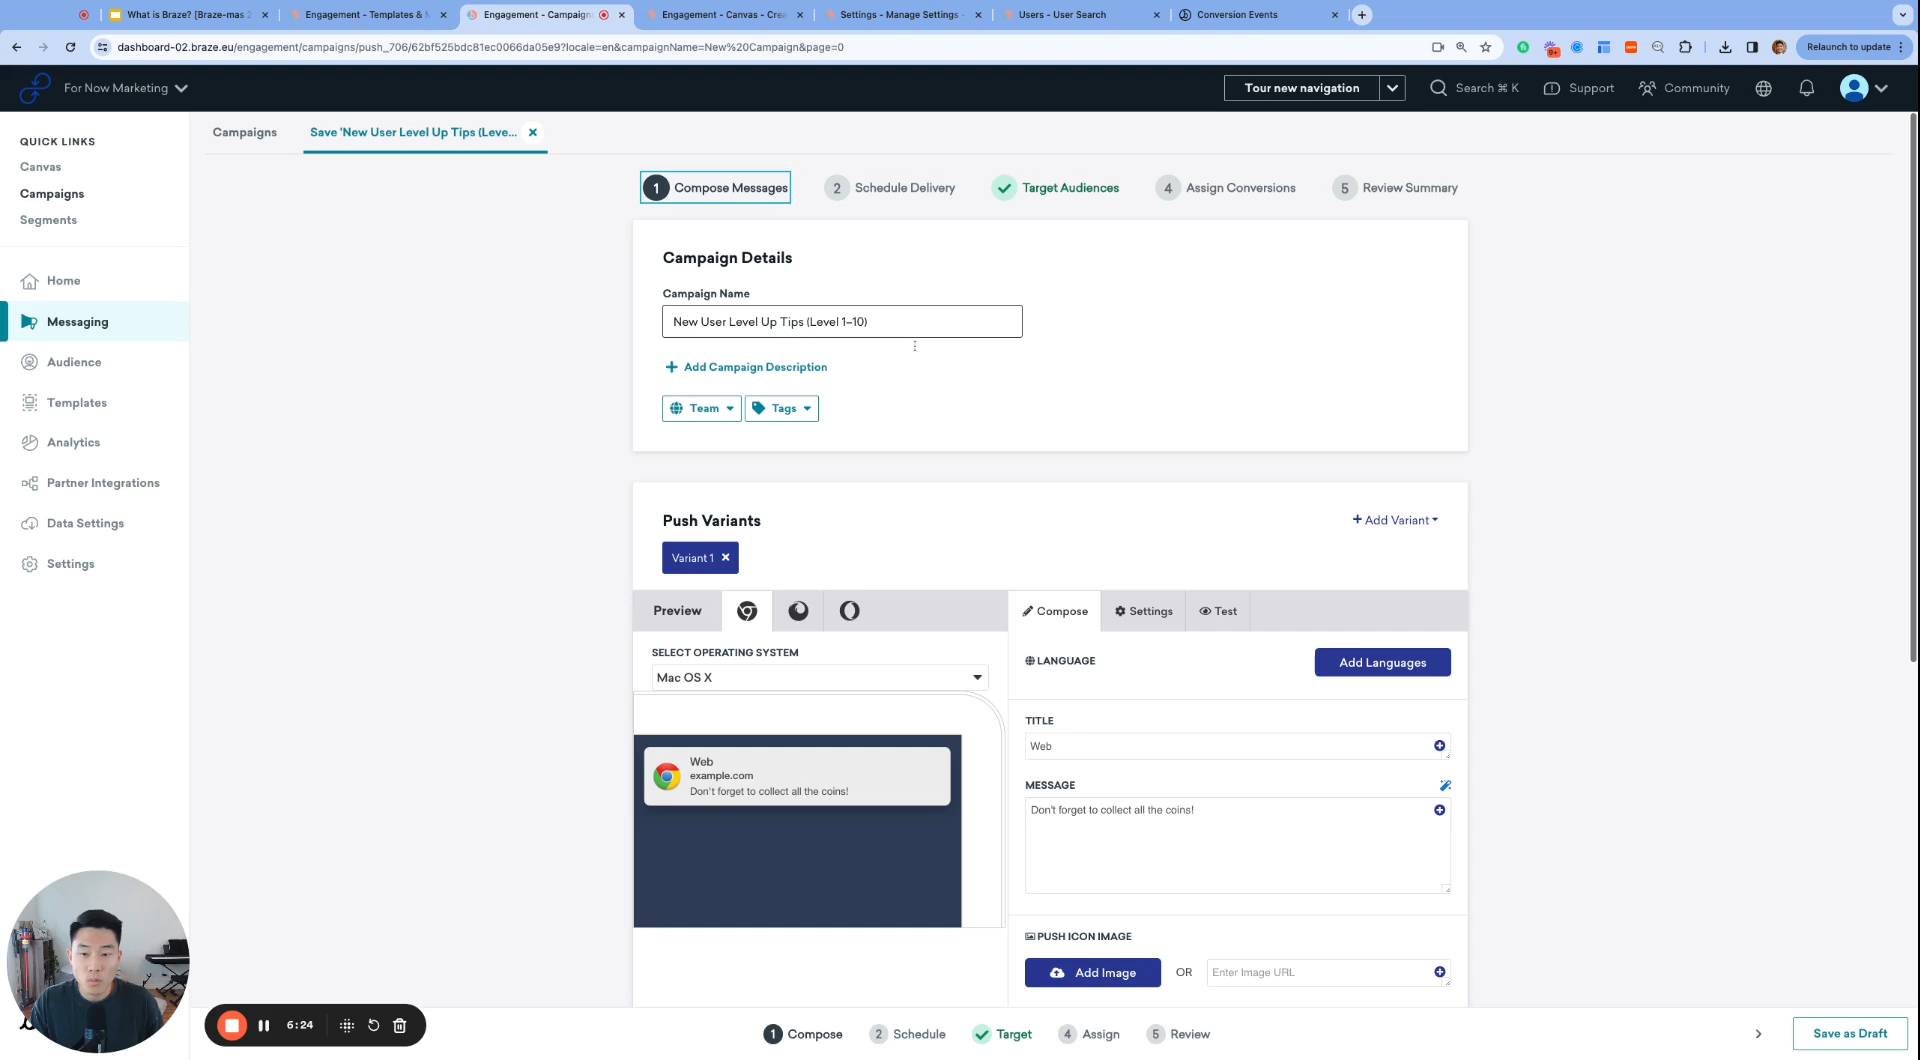 What is Braze? [Braze-mas 2
Engagement - Templates & M
Engagement - Campaign
Engagement - Canvas - Crea
Settings - Manage Settings -
Users - User Search
Conversion Events
dashboard-02.braze.eu/engagement/campaigns/push_706/62bf525bdc81ec0066da05e9?locale=en&campaignName=New%20Campaign&page=0
Relaunch to update
For Now Marketing
Tour new navigation
Search ⌘ K
Support
Community
QUICK LINKS
Canvas
Campaigns
Segments
Home
Messaging
Audience
Templates
Analytics
Partner Integrations
Data Settings
Settings
Campaigns
Save 'New User Level Up Tips (Leve...
1 Compose Messages
2 Schedule Delivery
Target Audiences
4 Assign Conversions
5 Review Summary
Campaign Details
Campaign Name
New User Level Up Tips (Level 1–10)
Add Campaign Description
Team
Tags
Push Variants
+ Add Variant
Variant 1
Preview
Compose
Settings
Test
SELECT OPERATING SYSTEM
Mac OS X
Web
example.com
Don't forget to collect all the coins!
LANGUAGE
Add Languages
TITLE
Web
MESSAGE
Don't forget to collect all the coins!
PUSH ICON IMAGE
Add Image
OR
Enter Image URL
6:24
1 Compose
2 Schedule
Target
4 Assign
5 Review
Save as Draft